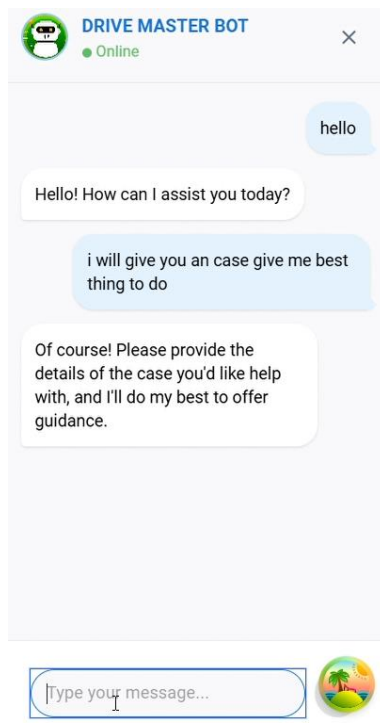 DRIVE MASTER BOT
Online
hello
Hello! How can I assist you today?
i will give you an case give me best
thing to do
Of course! Please provide the
details of the case you'd like help
with, and I'll do my best to offer
guidance.
Type your message...